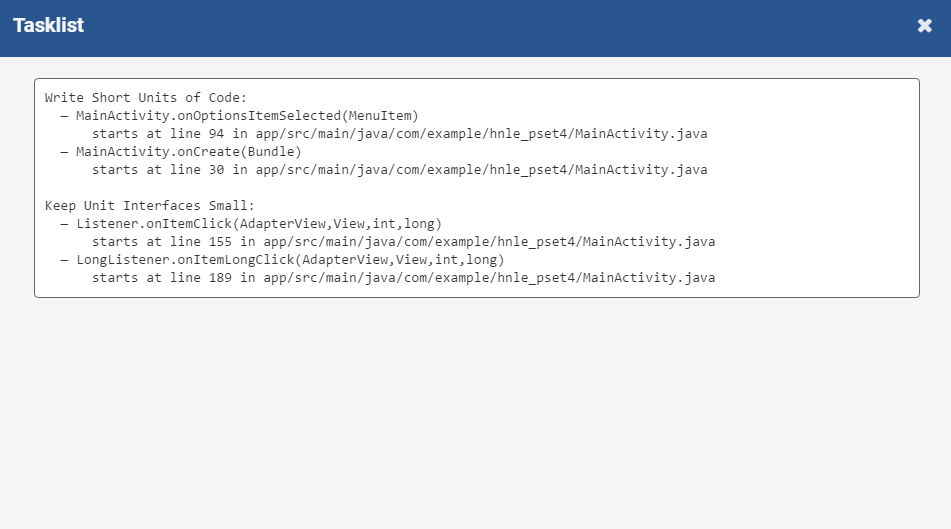 Tasklist
Write Short Units of Code:
– MainActivity.onOptionsItemSelected(MenuItem)
starts at line 94 in app/src/main/java/com/example/hnle_pset4/MainActivity.java
– MainActivity.onCreate(Bundle)
starts at line 30 in app/src/main/java/com/example/hnle_pset4/MainActivity.java
Keep Unit Interfaces Small:
– Listener.onItemClick(AdapterView,View,int,long)
starts at line 155 in app/src/main/java/com/example/hnle_pset4/MainActivity.java
– LongListener.onItemLongClick(AdapterView,View,int,long)
starts at line 189 in app/src/main/java/com/example/hnle_pset4/MainActivity.java